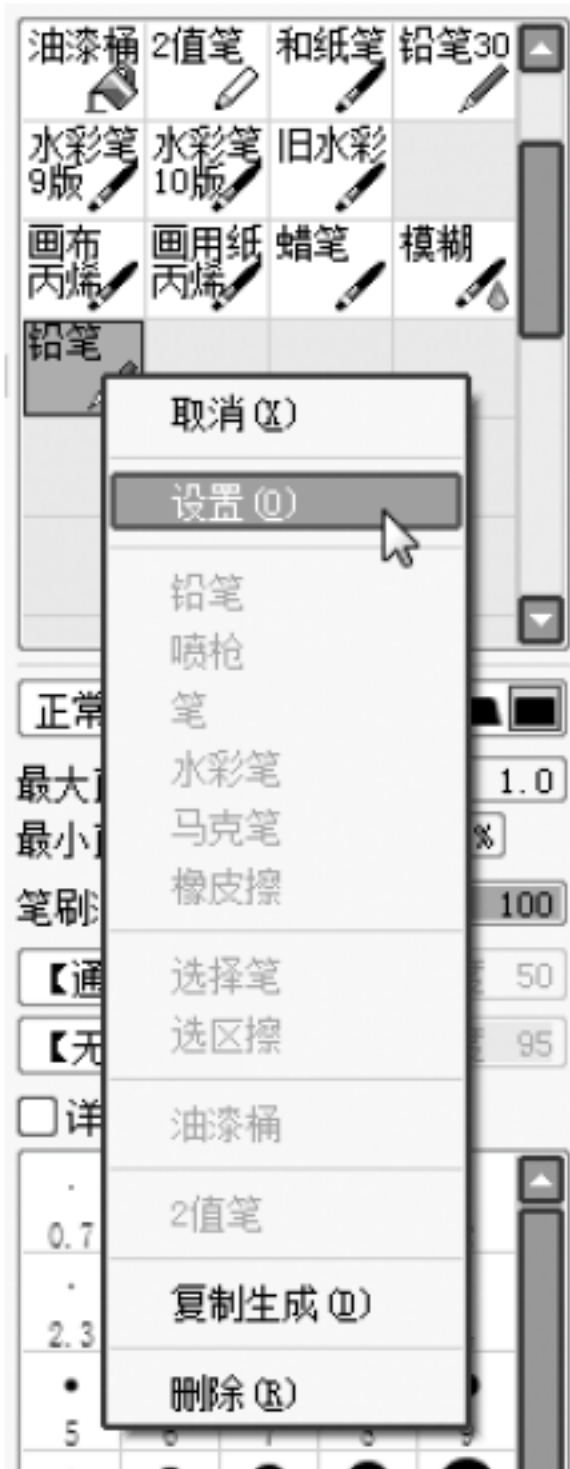 油漆桶 2值笔 和纸笔 铅笔30
水彩笔 水彩笔 旧水彩
9版 10版
画布 画用纸 蜡笔 模糊
丙烯 丙烯
铅笔
取消(X)
设置(O)
铅笔
喷枪
笔
正常
水彩笔
最大
1.0
马克笔
最小
%
橡皮擦
笔刷
100
选择笔
【通
50
选区擦
【无
95
详
油漆桶
2值笔
0.7
复制生成(D)
2.3
删除(R)
5 6 7 8 9